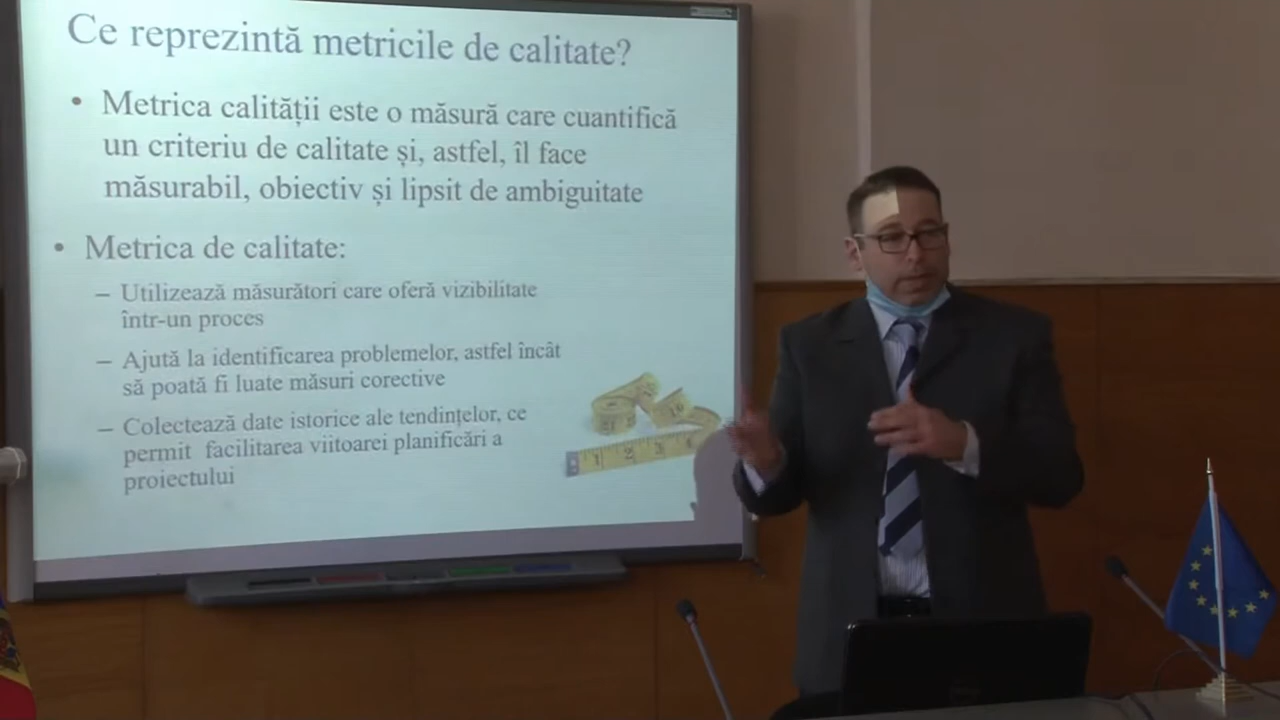 Ce reprezintă metricile de calitate?
• Metrica calității este o măsură care cuantifică
un criteriu de calitate și, astfel, îl face
măsurabil, obiectiv și lipsit de ambiguitate
• Metrica de calitate:
– Utilizează măsurători care oferă vizibilitate
într-un proces
– Ajută la identificarea problemelor, astfel încât
să poată fi luate măsuri corective
– Colectează date istorice ale tendințelor, ce
permit facilitarea viitoarei planificări a
proiectului